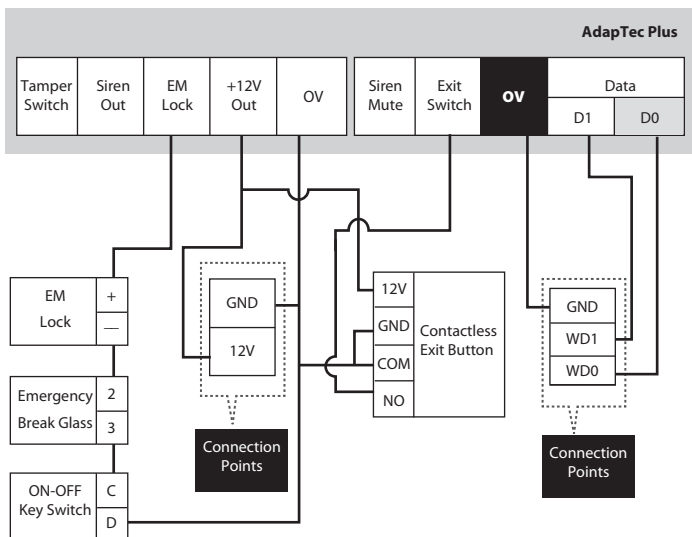 AdapTec Plus
Tamper
Switch
Siren
Out
EM
Lock
+12V
Out
OV
Siren
Mute
Exit
Switch
OV
Data
D1
D0
EM
Lock
+
—
Emergency
Break Glass
2
3
ON-OFF
Key Switch
C
D
GND
12V
Connection
Points
12V
GND
COM
NO
Contactless
Exit Button
GND
WD1
WD0
Connection
Points